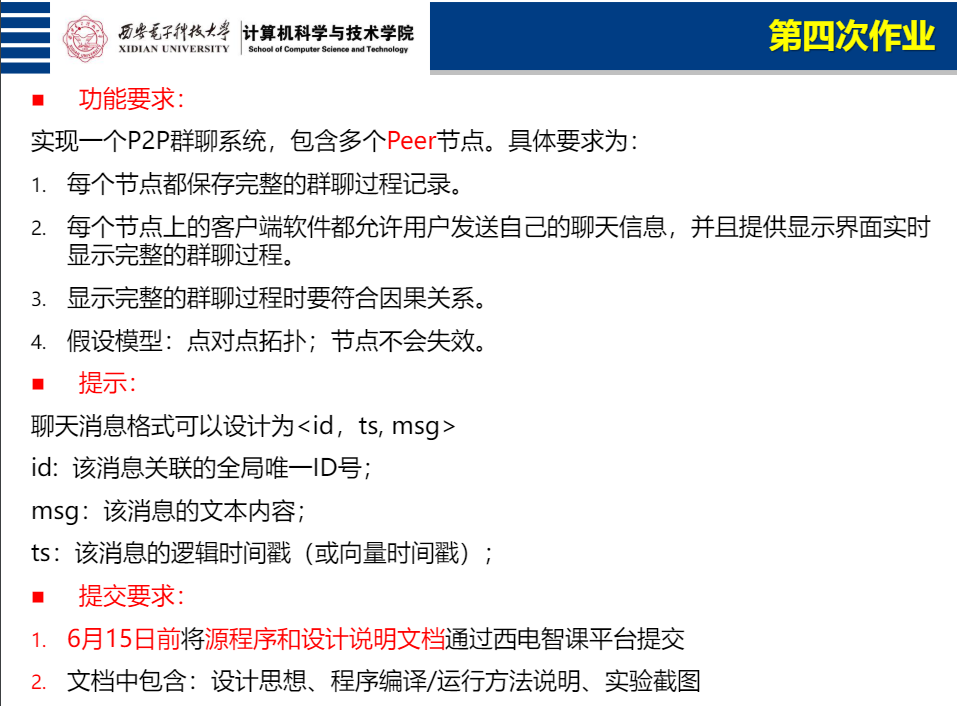 西安电子科技大学
XIDIAN UNIVERSITY
计算机科学与技术学院
School of Computer Science and Technology
第四次作业
■ 功能要求：
实现一个P2P群聊系统，包含多个Peer节点。具体要求为：
1. 每个节点都保存完整的群聊过程记录。
2. 每个节点上的客户端软件都允许用户发送自己的聊天信息，并且提供显示界面实时
显示完整的群聊过程。
3. 显示完整的群聊过程时要符合因果关系。
4. 假设模型：点对点拓扑；节点不会失效。
■ 提示：
聊天消息格式可以设计为<id，ts, msg>
id: 该消息关联的全局唯一ID号；
msg：该消息的文本内容；
ts：该消息的逻辑时间戳（或向量时间戳）；
■ 提交要求：
1. 6月15日前将源程序和设计说明文档通过西电智课平台提交
2. 文档中包含：设计思想、程序编译/运行方法说明、实验截图